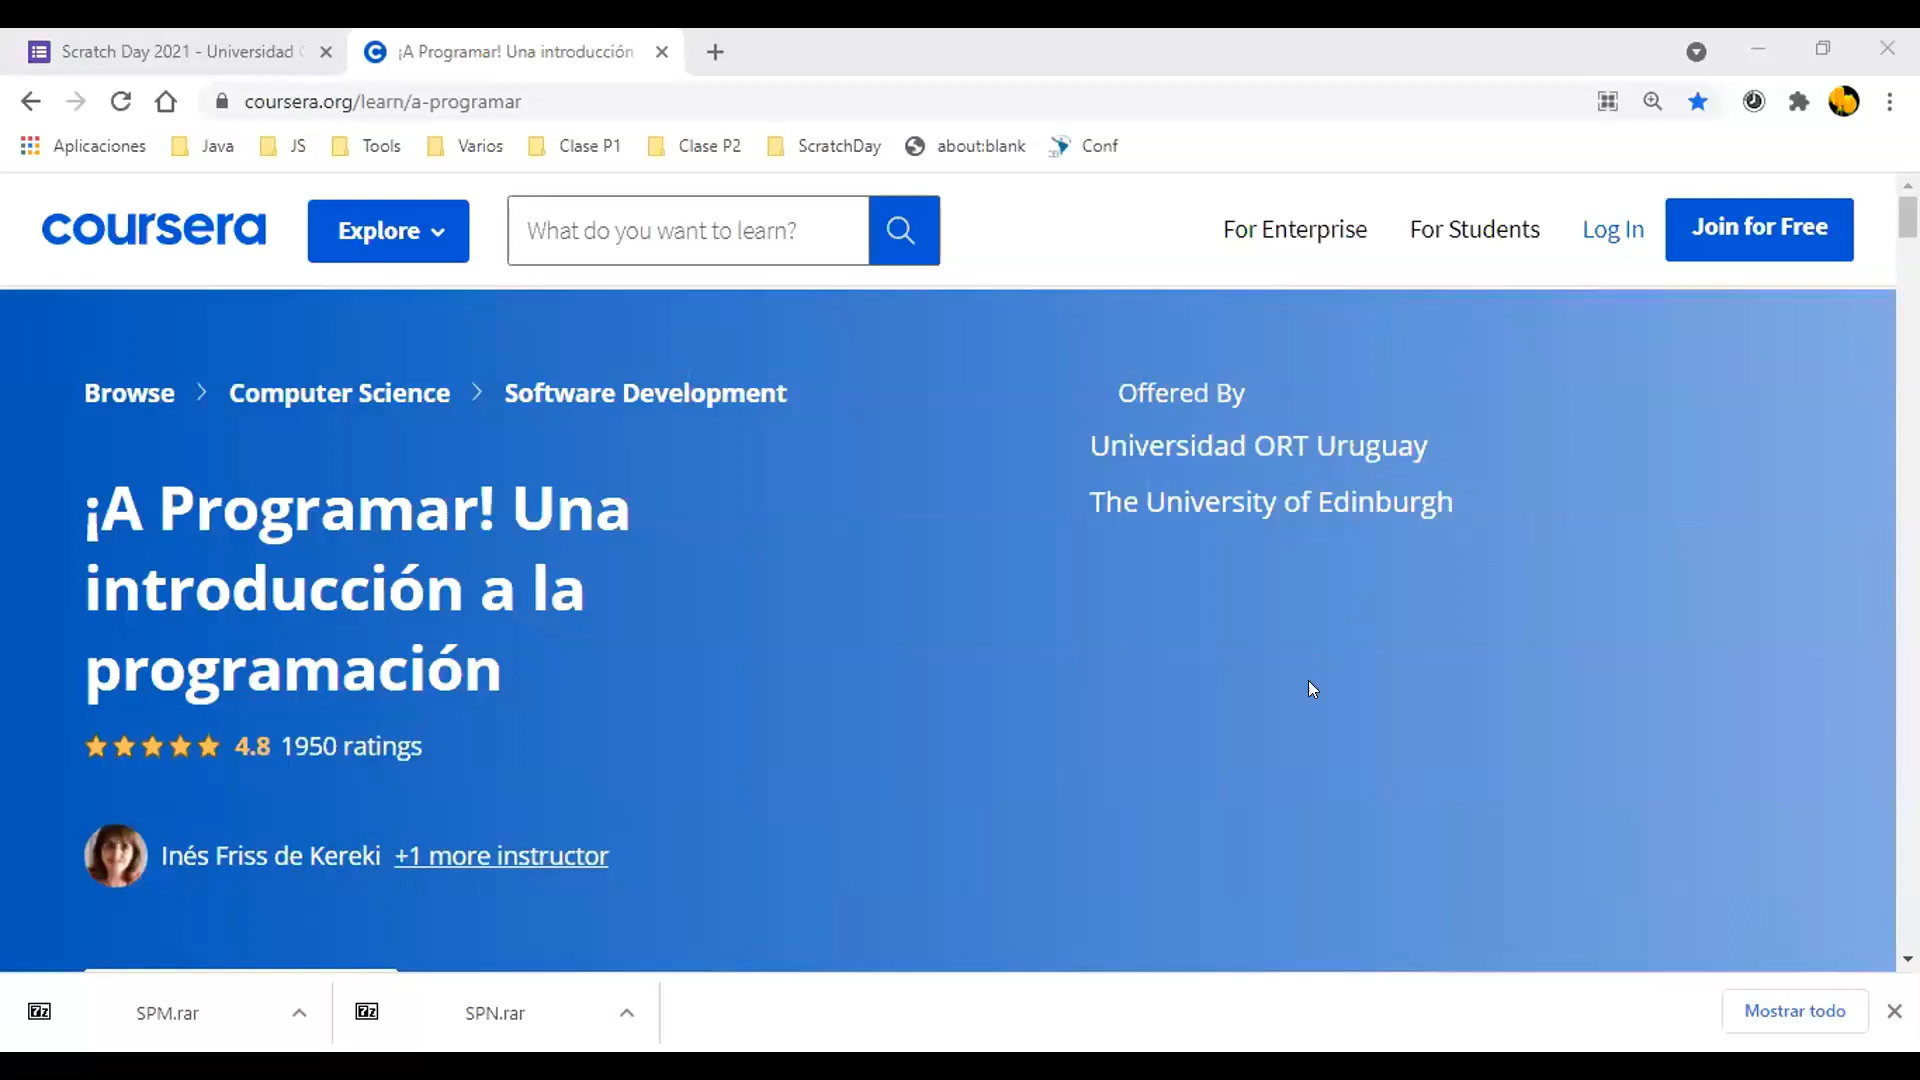 Scratch Day 2021 - Universidad
¡A Programar! Una introducción
coursera.org/learn/a-programar
Aplicaciones Java JS Tools Varios Clase P1 Clase P2 ScratchDay about:blank Conf
coursera Explore What do you want to learn? For Enterprise For Students Log In Join for Free
Browse > Computer Science > Software Development
Offered By
Universidad ORT Uruguay
The University of Edinburgh
¡A Programar! Una
introducción a la
programación
4.8 1950 ratings
Inés Friss de Kereki +1 more instructor
7z SPM.rar 7z SPN.rar Mostrar todo